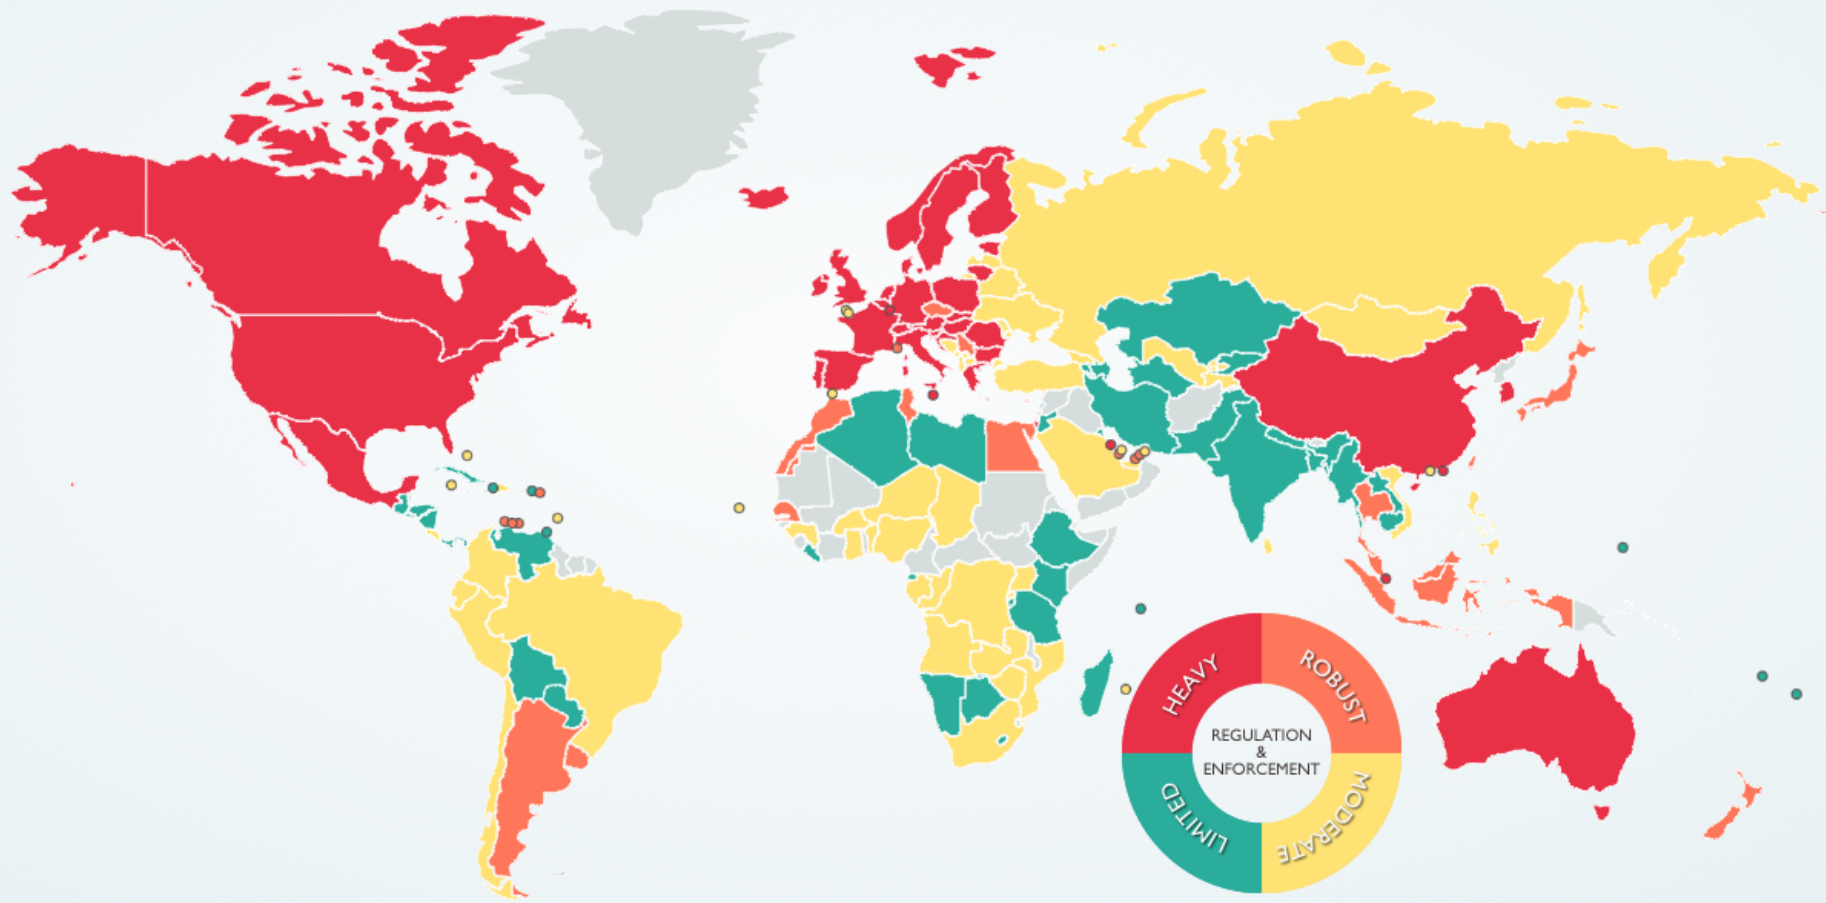 HEAVY
ROBUST
REGULATION
&
ENFORCEMENT
LIMITED
MODERATE